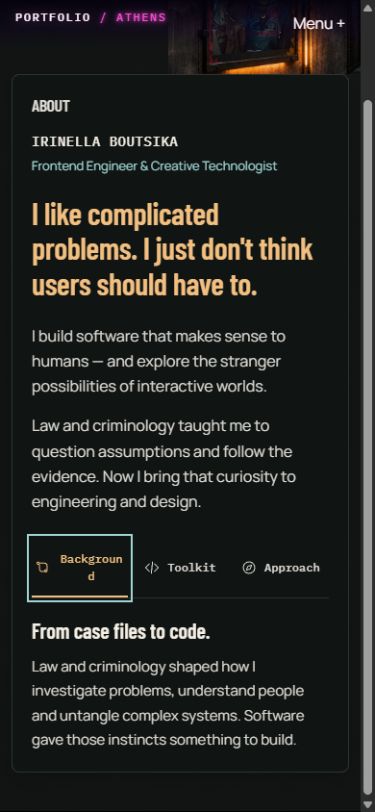 PORTFOLIO / ATHENS
Menu +
ABOUT
IRINELLA BOUTSIKA
Frontend Engineer & Creative Technologist
I like complicated
problems. I just don't think
users should have to.
I build software that makes sense to
humans — and explore the stranger
possibilities of interactive worlds.
Law and criminology taught me to
question assumptions and follow the
evidence. Now I bring that curiosity to
engineering and design.
Backgroun
d
Toolkit
Approach
From case files to code.
Law and criminology shaped how I
investigate problems, understand people
and untangle complex systems. Software
gave those instincts something to build.